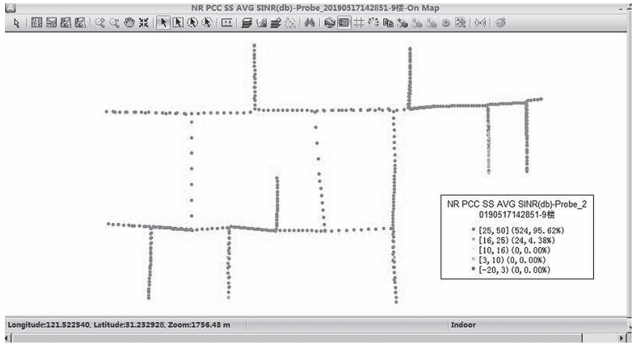 NR PCC SS AVG SINR(db)-Probe_20190517142851-9楼-On Map
NR PCC SS AVG SINR(db)-Probe_2
0190517142851-9楼
[25,50](524,95.62%)
[16,25)(24,4.38%)
[10,16)(0,0.00%)
[3,10)(0,0.00%)
[-20,3)(0,0.00%)
Longitude:121.522540, Latitude:31.232928, Zoom:1756.43 m
Indoor